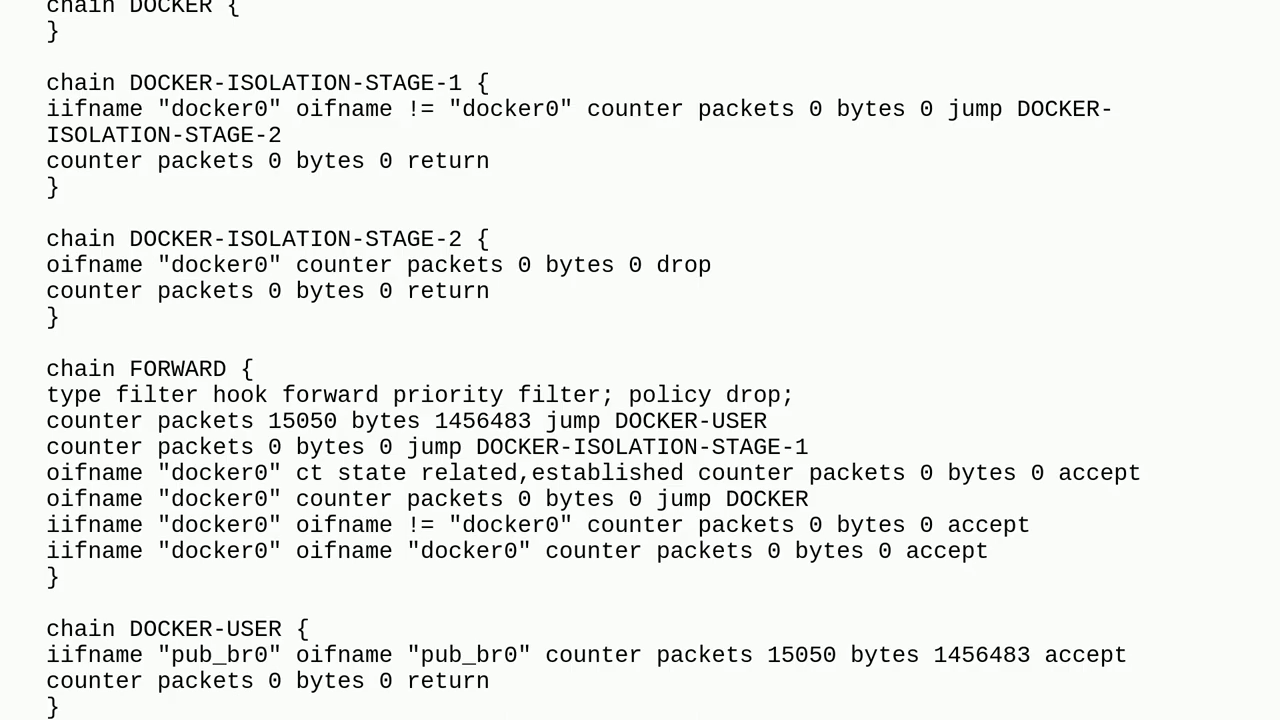 chain DOCKER {
}
chain DOCKER-ISOLATION-STAGE-1 {
iifname "docker0" oifname != "docker0" counter packets 0 bytes 0 jump DOCKER-
ISOLATION-STAGE-2
counter packets 0 bytes 0 return
}
chain DOCKER-ISOLATION-STAGE-2 {
oifname "docker0" counter packets 0 bytes 0 drop
counter packets 0 bytes 0 return
}
chain FORWARD {
type filter hook forward priority filter; policy drop;
counter packets 15050 bytes 1456483 jump DOCKER-USER
counter packets 0 bytes 0 jump DOCKER-ISOLATION-STAGE-1
oifname "docker0" ct state related,established counter packets 0 bytes 0 accept
oifname "docker0" counter packets 0 bytes 0 jump DOCKER
iifname "docker0" oifname != "docker0" counter packets 0 bytes 0 accept
iifname "docker0" oifname "docker0" counter packets 0 bytes 0 accept
}
chain DOCKER-USER {
iifname "pub_br0" oifname "pub_br0" counter packets 15050 bytes 1456483 accept
counter packets 0 bytes 0 return
}